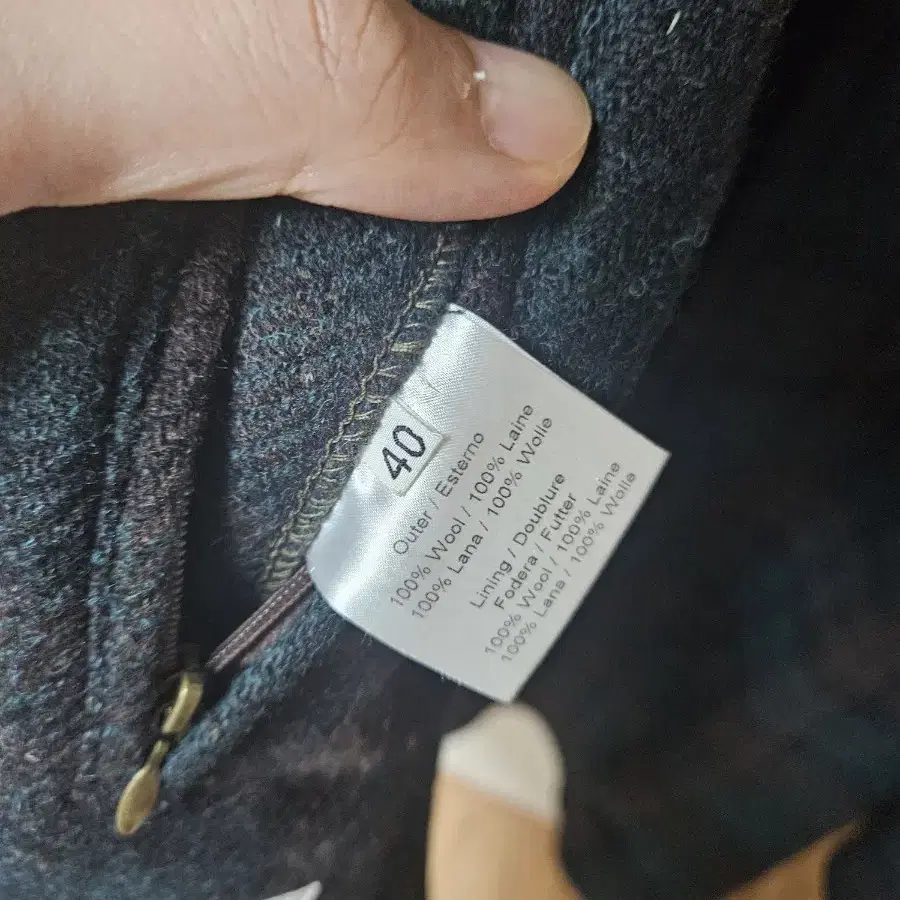 40
Outer / Esterno
100% Wool / 100% Laine
100% Lana / 100% Wolle
Lining / Doublure
Fodera / Futter
100% Wool / 100% Laine
100% Lana / 100% Wolle